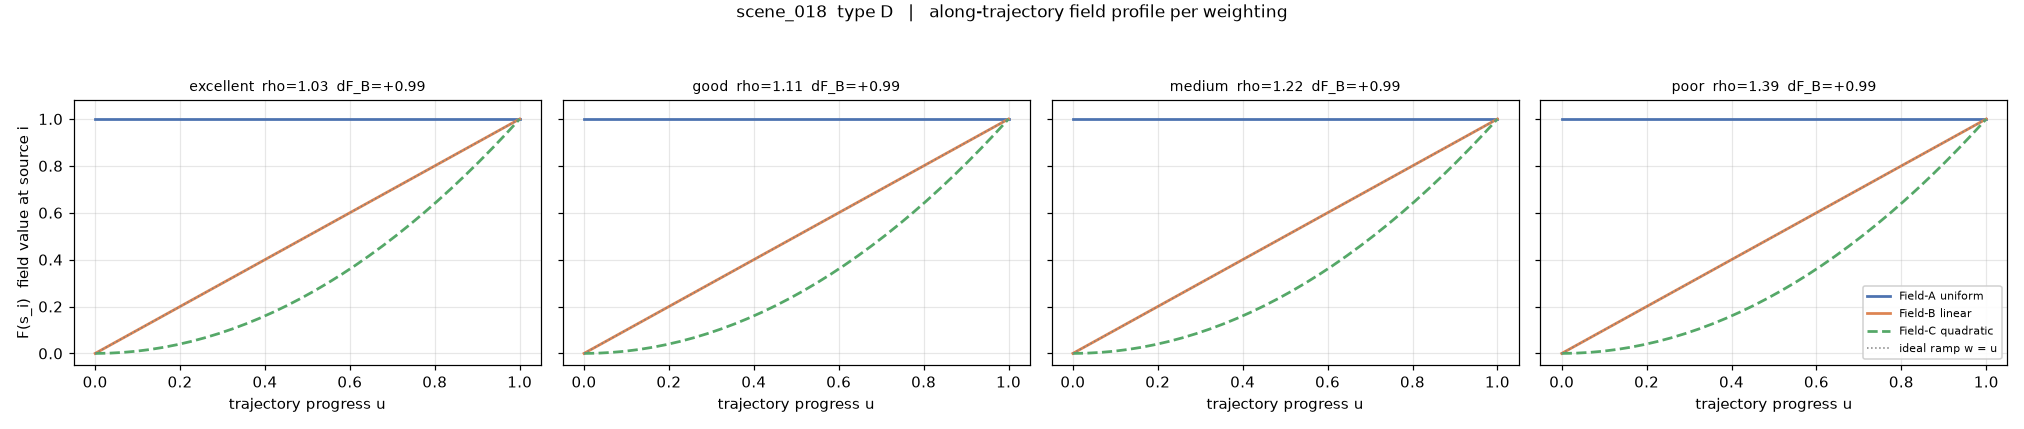 scene_018  type D   |   along-trajectory field profile per weighting
excellent  rho=1.03  dF_B=+0.99
good  rho=1.11  dF_B=+0.99
medium  rho=1.22  dF_B=+0.99
poor  rho=1.39  dF_B=+0.99
F(s_i)  field value at source i
1.0
0.8
0.6
0.4
0.2
0.0
0.0 0.2 0.4 0.6 0.8 1.0
0.0 0.2 0.4 0.6 0.8 1.0
0.0 0.2 0.4 0.6 0.8 1.0
0.0 0.2 0.4 0.6 0.8 1.0
trajectory progress u
trajectory progress u
trajectory progress u
trajectory progress u
Field-A uniform
Field-B linear
Field-C quadratic
ideal ramp w = u